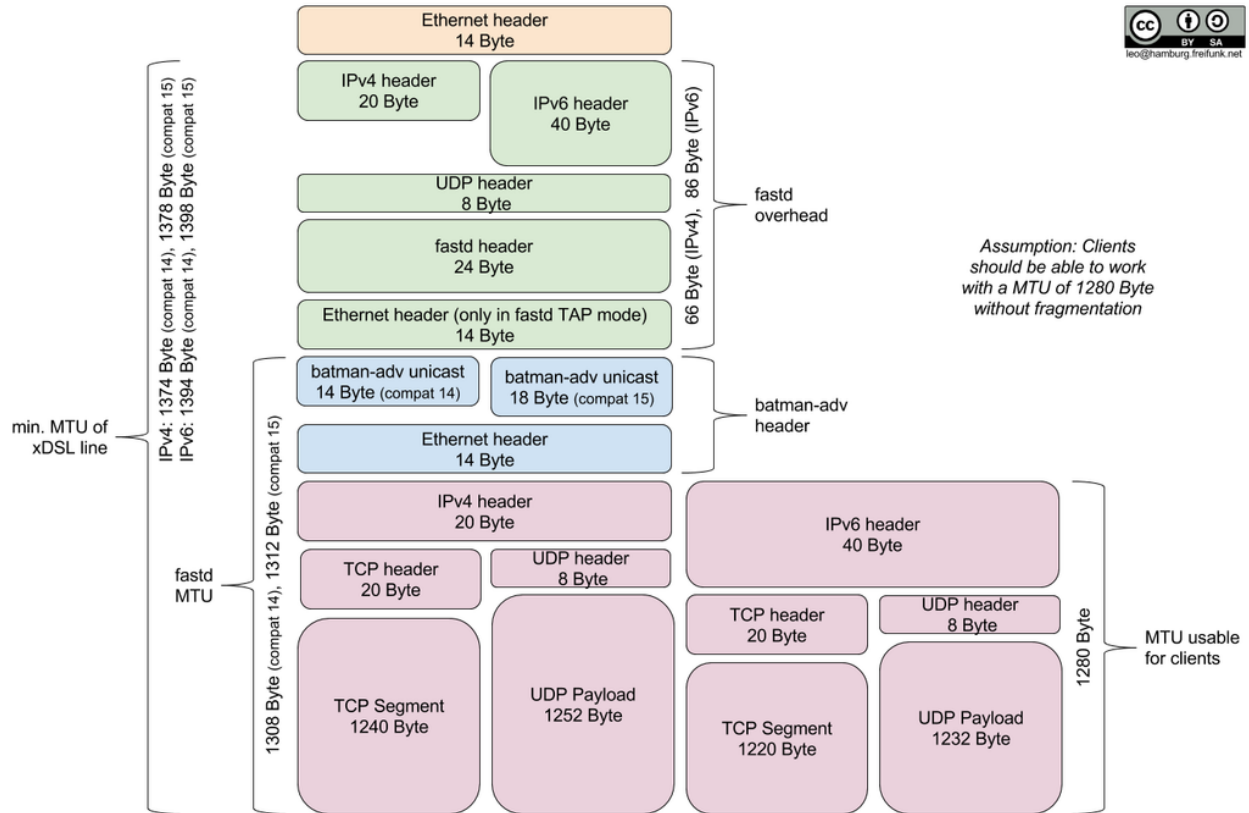 Ethernet header
14 Byte
cc
BY SA
leo@hamburg.freifunk.net
IPv4 header
20 Byte
IPv6 header
40 Byte
UDP header
8 Byte
fastd header
24 Byte
Ethernet header (only in fastd TAP mode)
14 Byte
66 Byte (IPv4), 86 Byte (IPv6)
fastd
overhead
Assumption: Clients
should be able to work
with a MTU of 1280 Byte
without fragmentation
min. MTU of
xDSL line
IPv4: 1374 Byte (compat 14), 1378 Byte (compat 15)
IPv6: 1394 Byte (compat 14), 1398 Byte (compat 15)
batman-adv unicast
14 Byte (compat 14)
batman-adv unicast
18 Byte (compat 15)
Ethernet header
14 Byte
batman-adv
header
fastd
MTU
1308 Byte (compat 14), 1312 Byte (compat 15)
IPv4 header
20 Byte
TCP header
20 Byte
UDP header
8 Byte
TCP Segment
1240 Byte
UDP Payload
1252 Byte
IPv6 header
40 Byte
TCP header
20 Byte
UDP header
8 Byte
TCP Segment
1220 Byte
UDP Payload
1232 Byte
1280 Byte
MTU usable
for clients